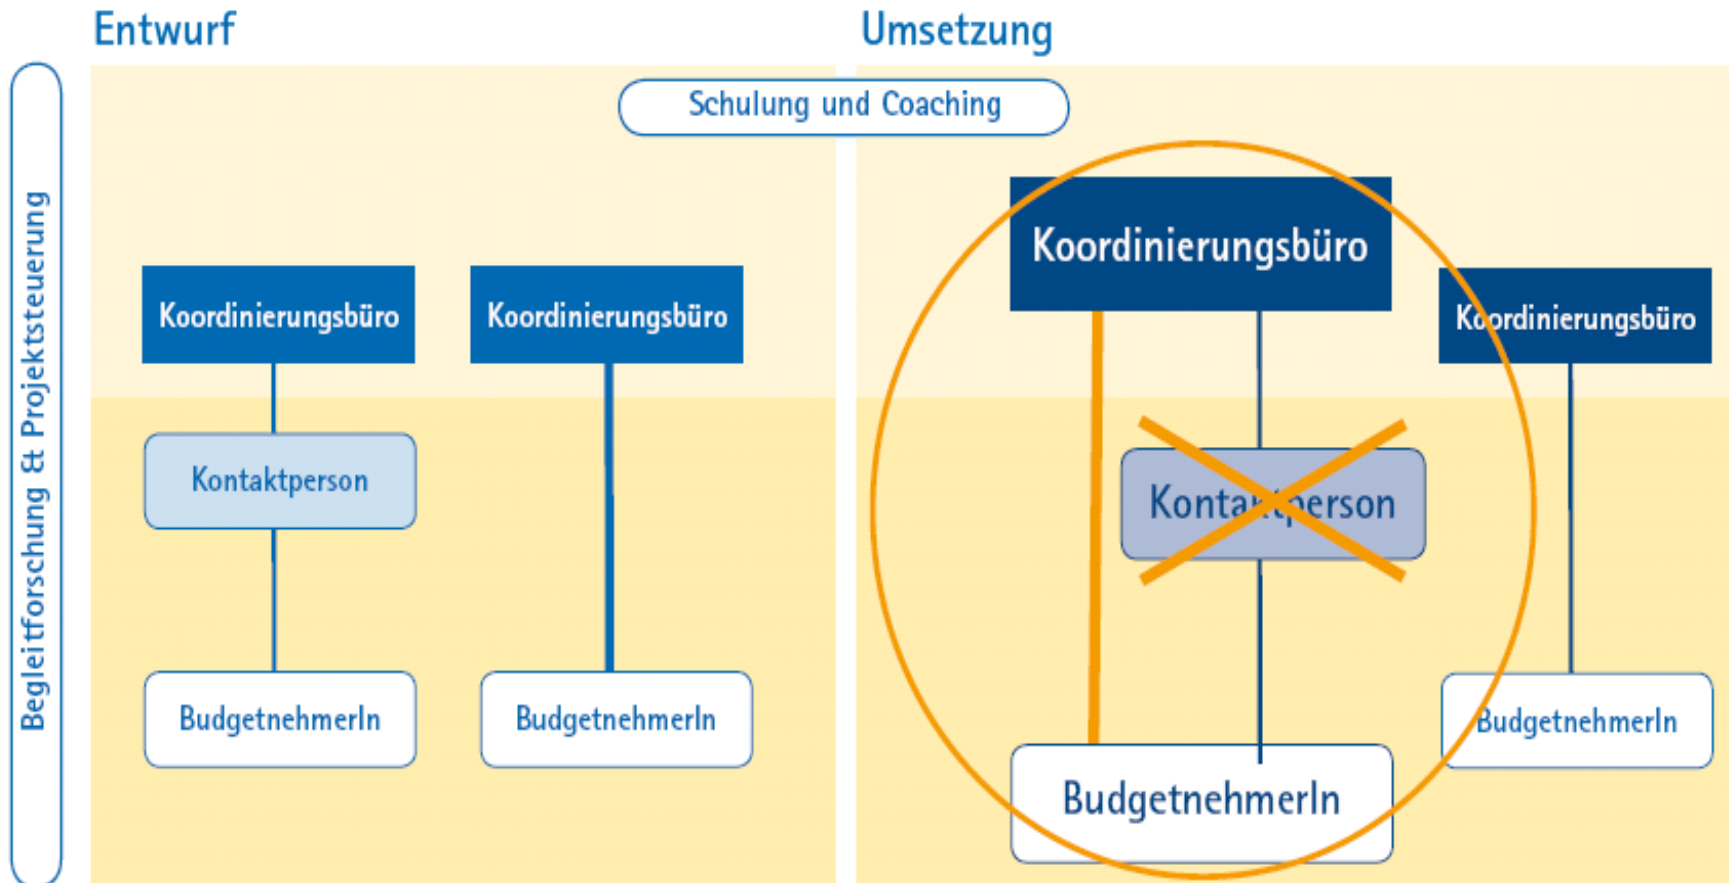 Entwurf
Umsetzung
Schulung und Coaching
Begleitforschung & Projektsteuerung
Koordinierungsbüro
Koordinierungsbüro
Koordinierungsbüro
Koordinierungsbüro
Kontaktperson
Kontaktperson
BudgetnehmerIn
BudgetnehmerIn
BudgetnehmerIn
BudgetnehmerIn